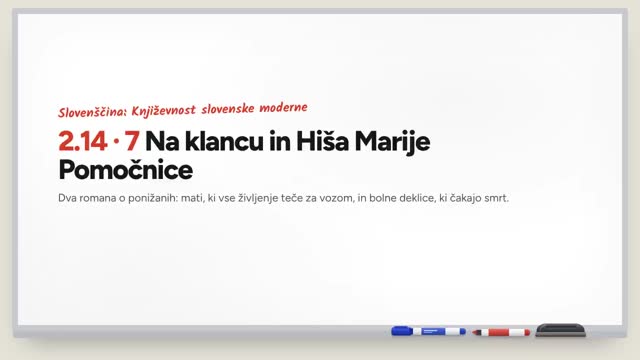 Slovenščina: Književnost slovenske moderne
2.14 · 7 Na klancu in Hiša Marije
Pomočnice
Dva romana o ponižanih: mati, ki vse življenje teče za vozom, in bolne deklice, ki čakajo smrt.